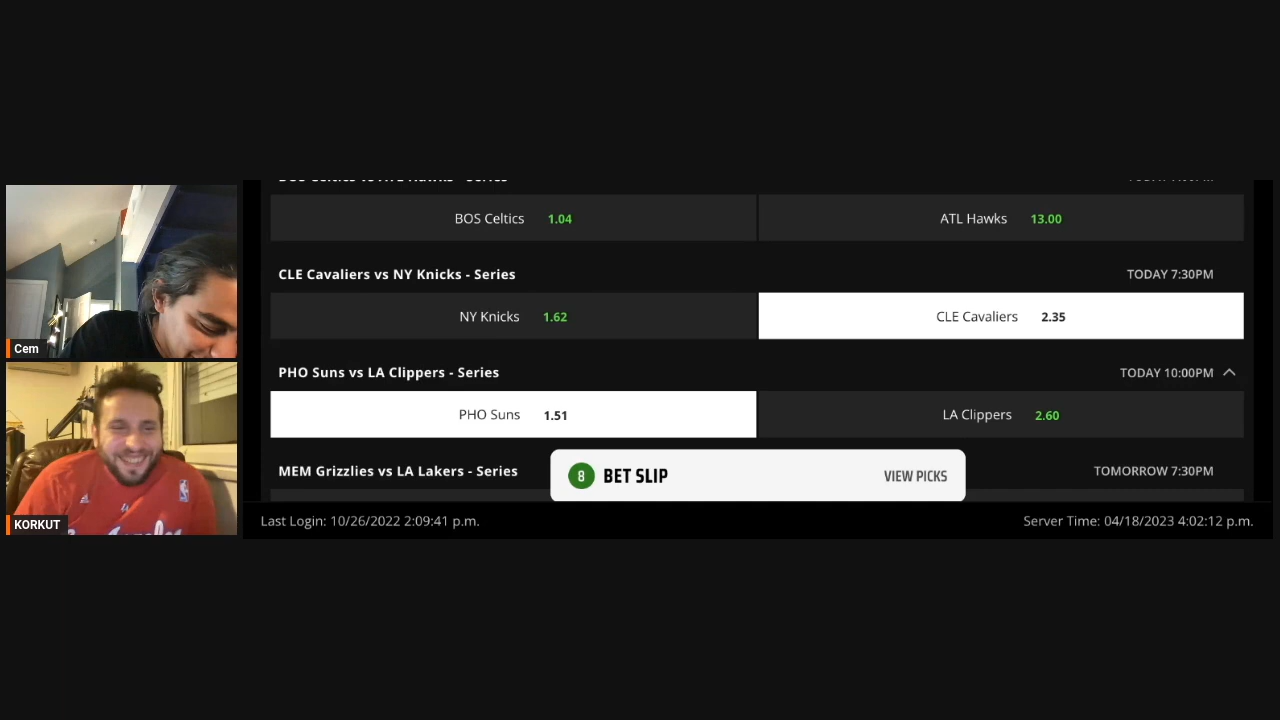 BOS Celtics 1.04
ATL Hawks 13.00
CLE Cavaliers vs NY Knicks - Series
TODAY 7:30PM
NY Knicks 1.62
CLE Cavaliers 2.35
PHO Suns vs LA Clippers - Series
TODAY 10:00PM
PHO Suns 1.51
LA Clippers 2.60
MEM Grizzlies vs LA Lakers - Series
TOMORROW 7:30PM
8 BET SLIP
VIEW PICKS
Last Login: 10/26/2022 2:09:41 p.m.
Server Time: 04/18/2023 4:02:12 p.m.
Cem
KORKUT